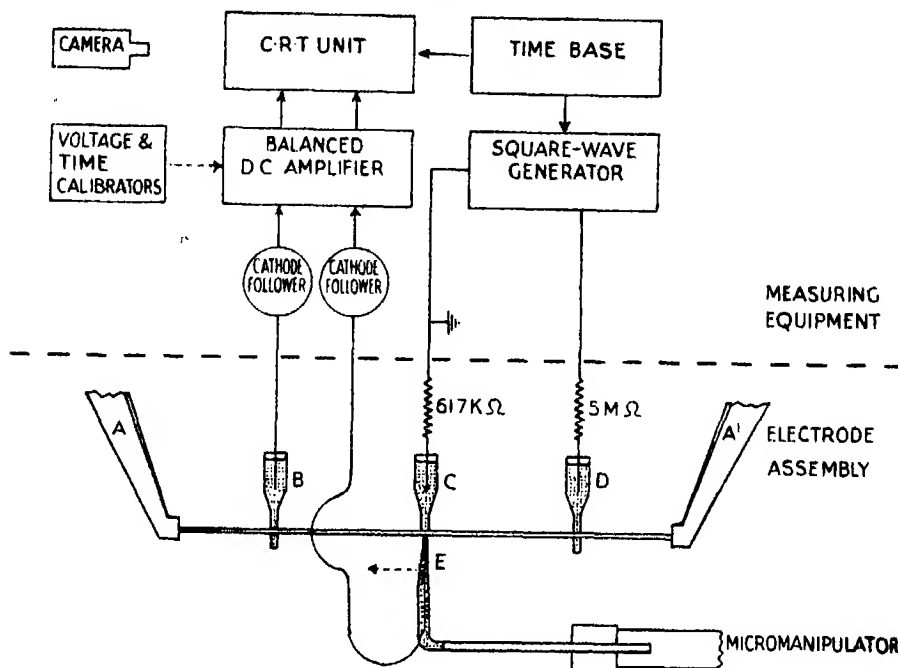 CAMERA
C·R·T UNIT
TIME BASE
VOLTAGE &
TIME
CALIBRATORS
BALANCED
D C AMPLIFIER
SQUARE-WAVE
GENERATOR
CATHODE
FOLLOWER
CATHODE
FOLLOWER
MEASURING
EQUIPMENT
617KΩ
5MΩ
A
A'
ELECTRODE
ASSEMBLY
B
C
D
E
MICROMANIPULATOR